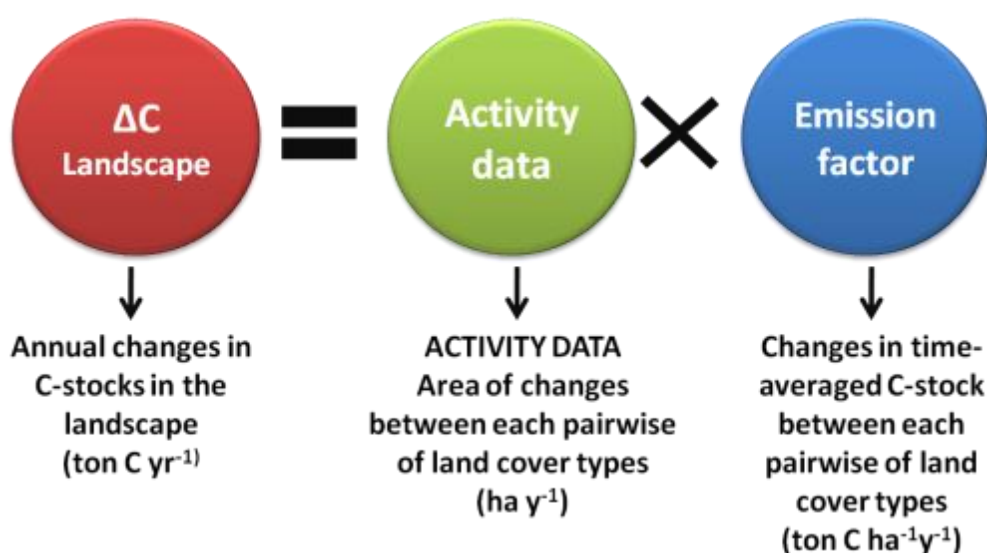 ΔC
Landscape
=
Activity
data
×
Emission
factor
Annual changes in
C-stocks in the
landscape
(ton C yr⁻¹⁾
ACTIVITY DATA
Area of changes
between each pairwise
of land cover types
(ha y⁻¹)
Changes in time-
averaged C-stock
between each
pairwise of land
cover types
(ton C ha⁻¹y⁻¹)